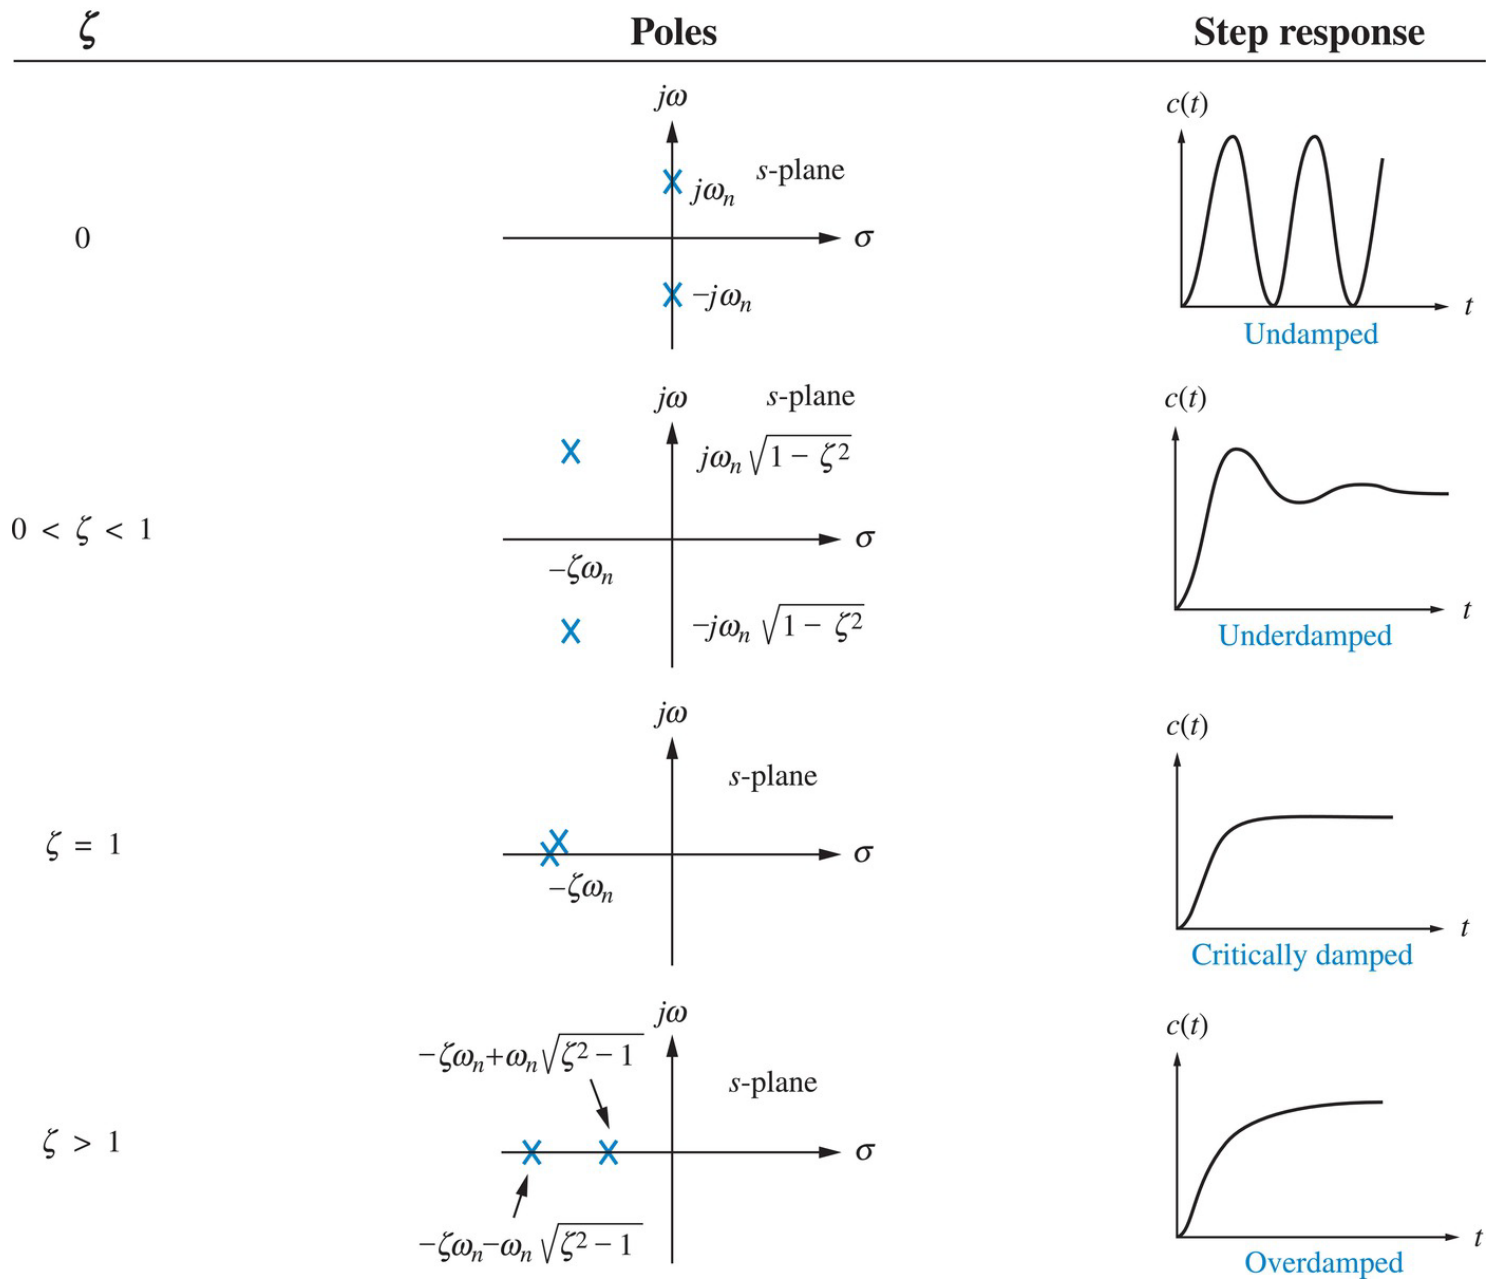 ζ Poles Step response
jω
c(t)
s-plane
jωn
0
σ
−jωn
t
Undamped
jω
s-plane
c(t)
jωn √1 − ζ2
0 < ζ < 1
σ
−ζωn
−jωn √1 − ζ2
t
Underdamped
jω
c(t)
s-plane
ζ = 1
σ
−ζωn
t
Critically damped
jω
c(t)
−ζωn+ωn√ζ2 − 1
s-plane
ζ > 1
σ
−ζωn−ωn √ζ2 − 1
t
Overdamped